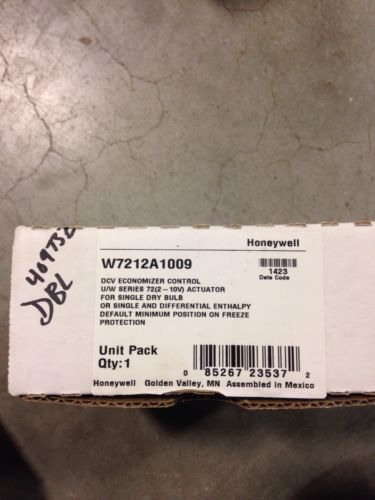 409752
DBL
Honeywell
W7212A1009
1423
Date Code
DCV ECONOMIZER CONTROL
U/W SERIES 72(2-10V) ACTUATOR
FOR SINGLE DRY BULB
OR SINGLE AND DIFFERENTIAL ENTHALPY
DEFAULT MINIMUM POSITION ON FREEZE
PROTECTION
Unit Pack
Qty:1
0 85267 23537 2
Honeywell Golden Valley, MN Assembled in Mexico